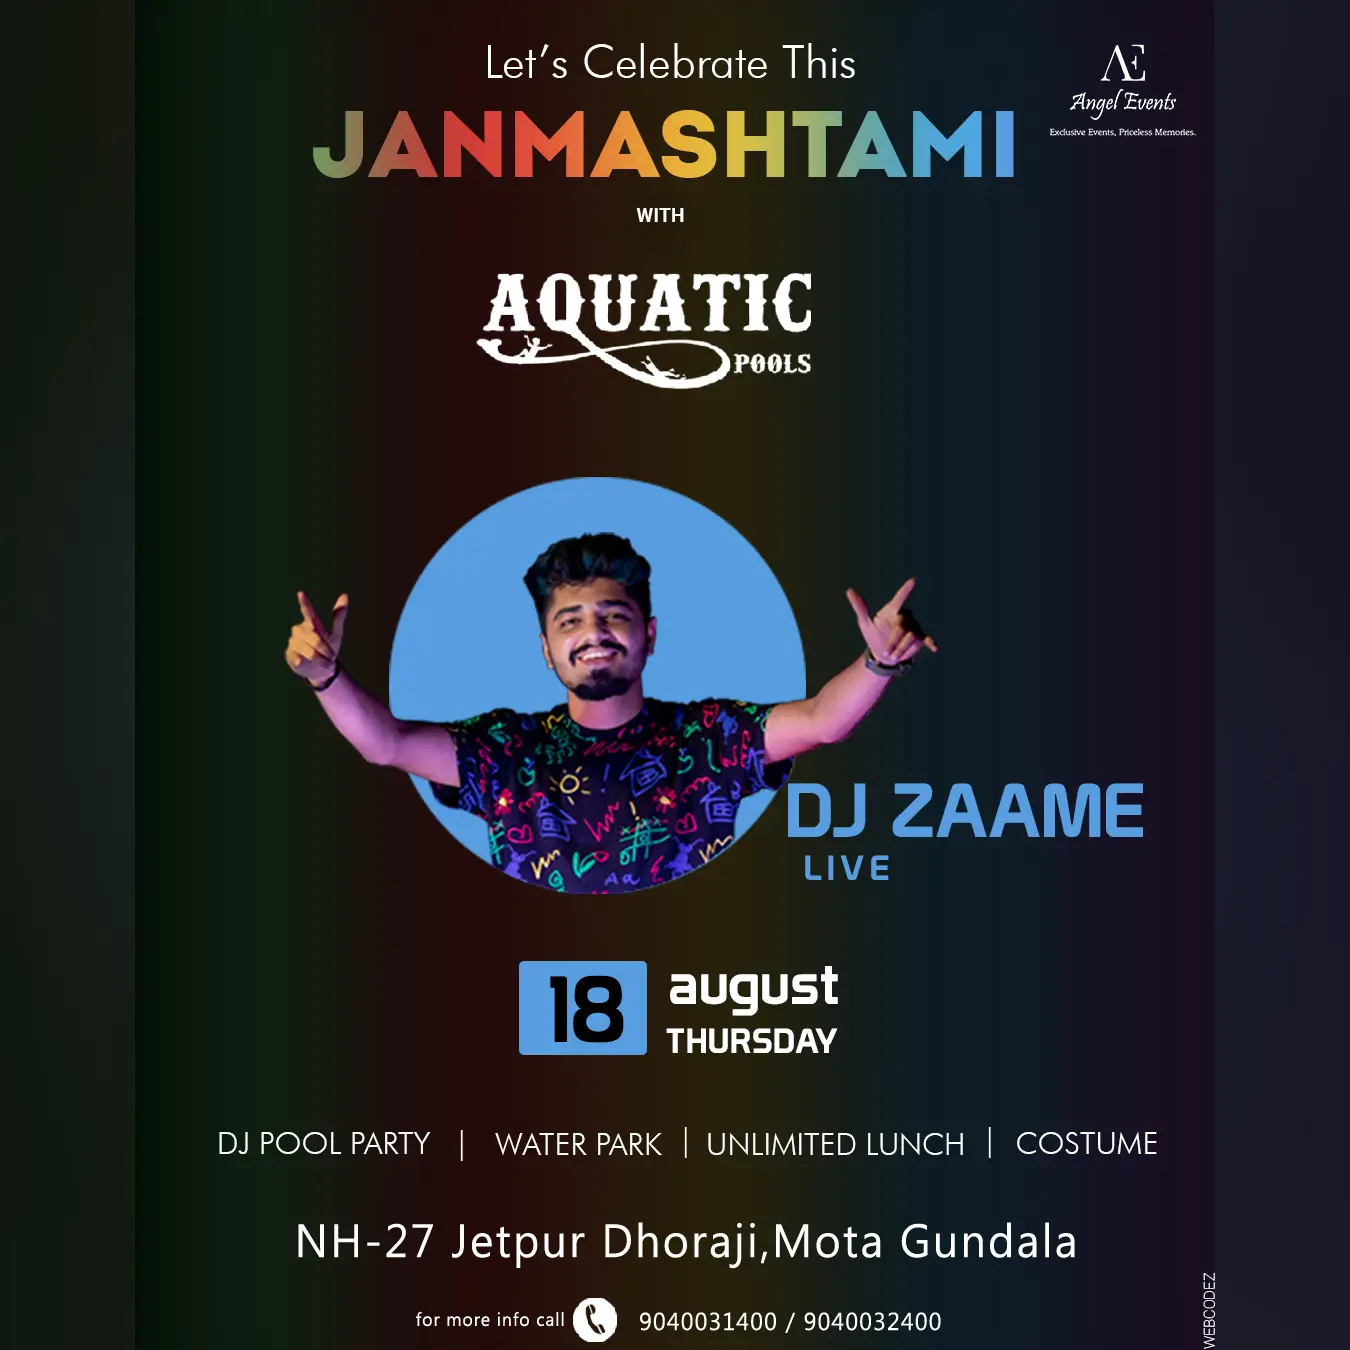 Let's Celebrate This
JANMASHTAMI
WITH
AE
Angel Events
Exclusive Events, Priceless Memories.
AQUATIC
POOLS
Aa
DJ ZAAME
LIVE
18 august
THURSDAY
DJ POOL PARTY | WATER PARK | UNLIMITED LUNCH | COSTUME
NH-27 Jetpur Dhoraji,Mota Gundala
for more info call 9040031400 / 9040032400
WEBCODEZ